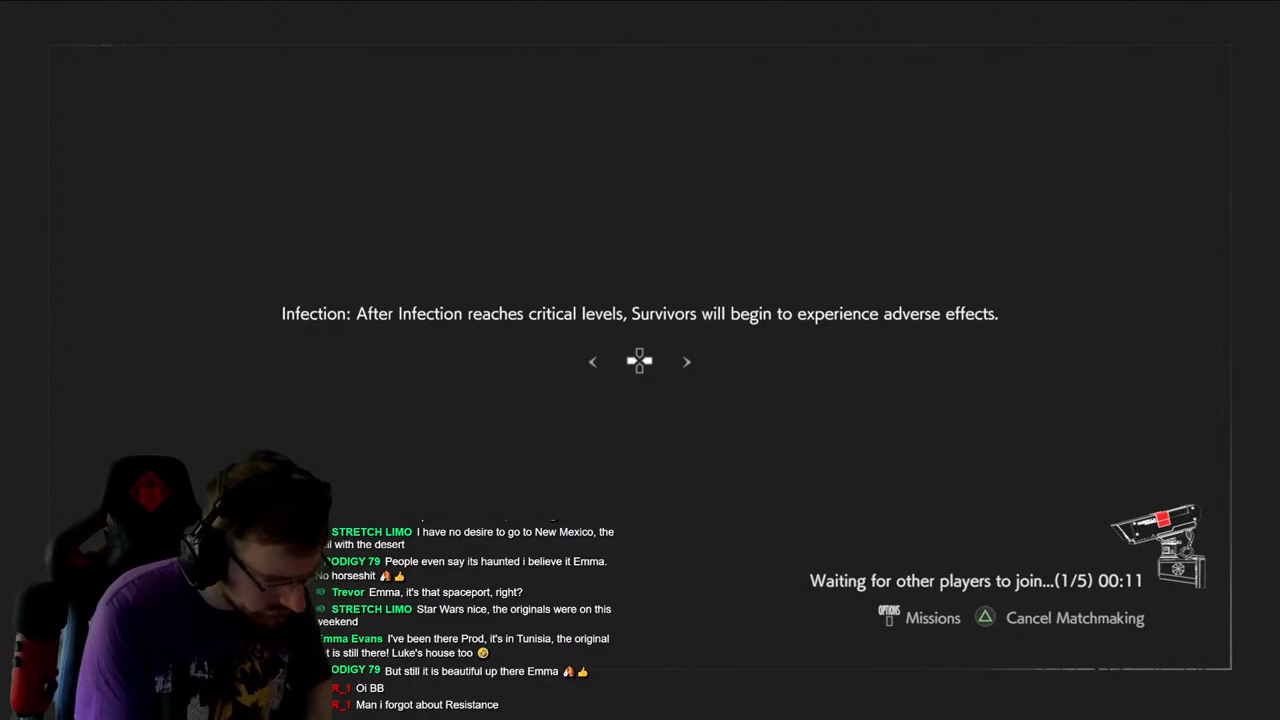 Infection: After Infection reaches critical levels, Survivors will begin to experience adverse effects.
STRETCH LIMO I have no desire to go to New Mexico, the
with the desert
ODIGY 79 People even say its haunted i believe it Emma.
No horseshit
Trevor Emma, it's that spaceport, right?
STRETCH LIMO Star Wars nice, the originals were on this
weekend
mma Evans I've been there Prod, it's in Tunisia, the original
t is still there! Luke's house too
ODIGY 79 But still it is beautiful up there Emma
R_1 Oi BB
R_1 Man i forgot about Resistance
Waiting for other players to join...(1/5) 00:11
OPTIONS Missions Cancel Matchmaking